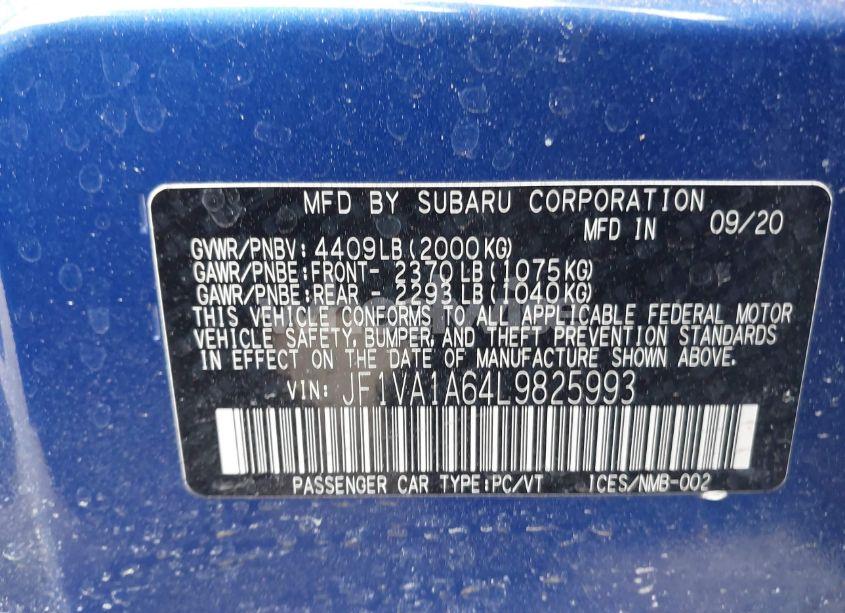 MFD BY SUBARU CORPORATION
MFD IN 09/20
GVWR/PNBV: 4409LB(2000KG)
GAWR/PNBE:FRONT- 2370LB(1075KG)
GAWR/PNBE:REAR - 2293LB(1040KG)
THIS VEHICLE CONFORMS TO ALL APPLICABLE FEDERAL MOTOR
VEHICLE SAFETY, BUMPER, AND THEFT PREVENTION STANDARDS
IN EFFECT ON THE DATE OF MANUFACTURE SHOWN ABOVE.
VIN: JF1VA1A64L9825993
PASSENGER CAR TYPE:PC/VT ICES/NMB-002